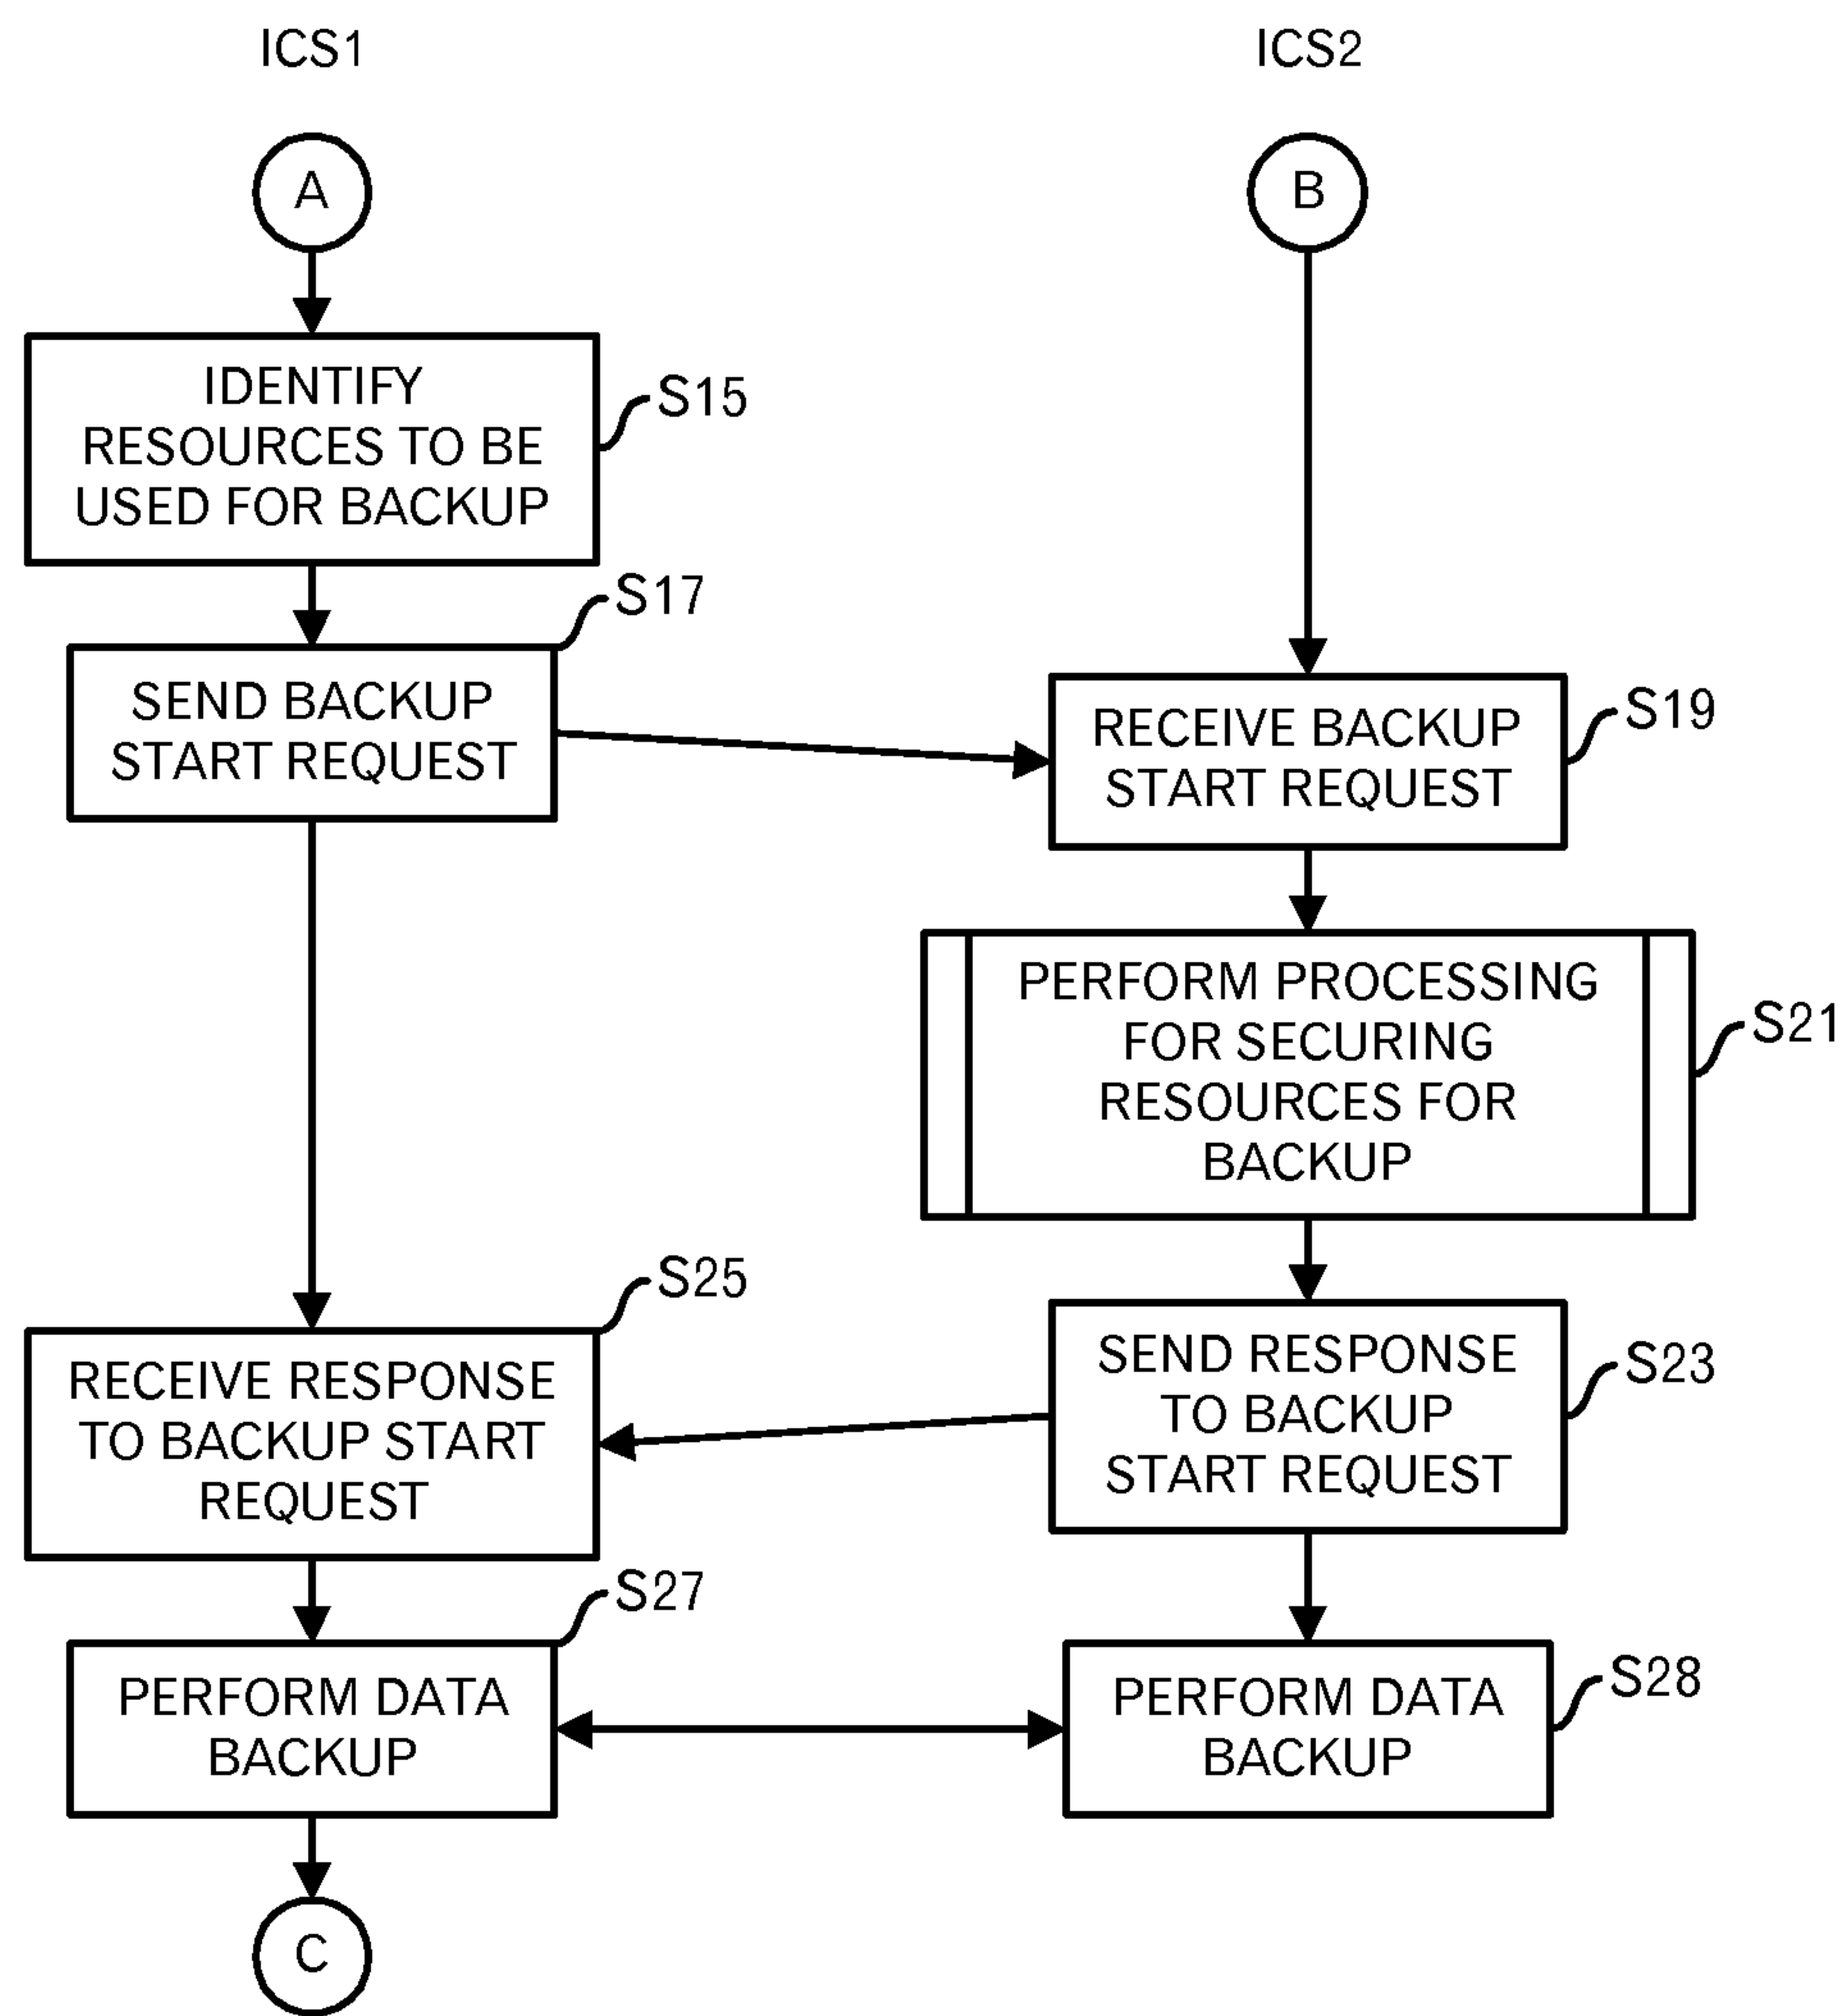 ICS1
ICS2
A
B
IDENTIFY
RESOURCES TO BE
USED FOR BACKUP
S15
S17
SEND BACKUP
START REQUEST
RECEIVE BACKUP
START REQUEST
S19
PERFORM PROCESSING
FOR SECURING
RESOURCES FOR
BACKUP
S21
S25
RECEIVE RESPONSE
TO BACKUP START
REQUEST
SEND RESPONSE
TO BACKUP
START REQUEST
S23
S27
PERFORM DATA
BACKUP
PERFORM DATA
BACKUP
S28
C